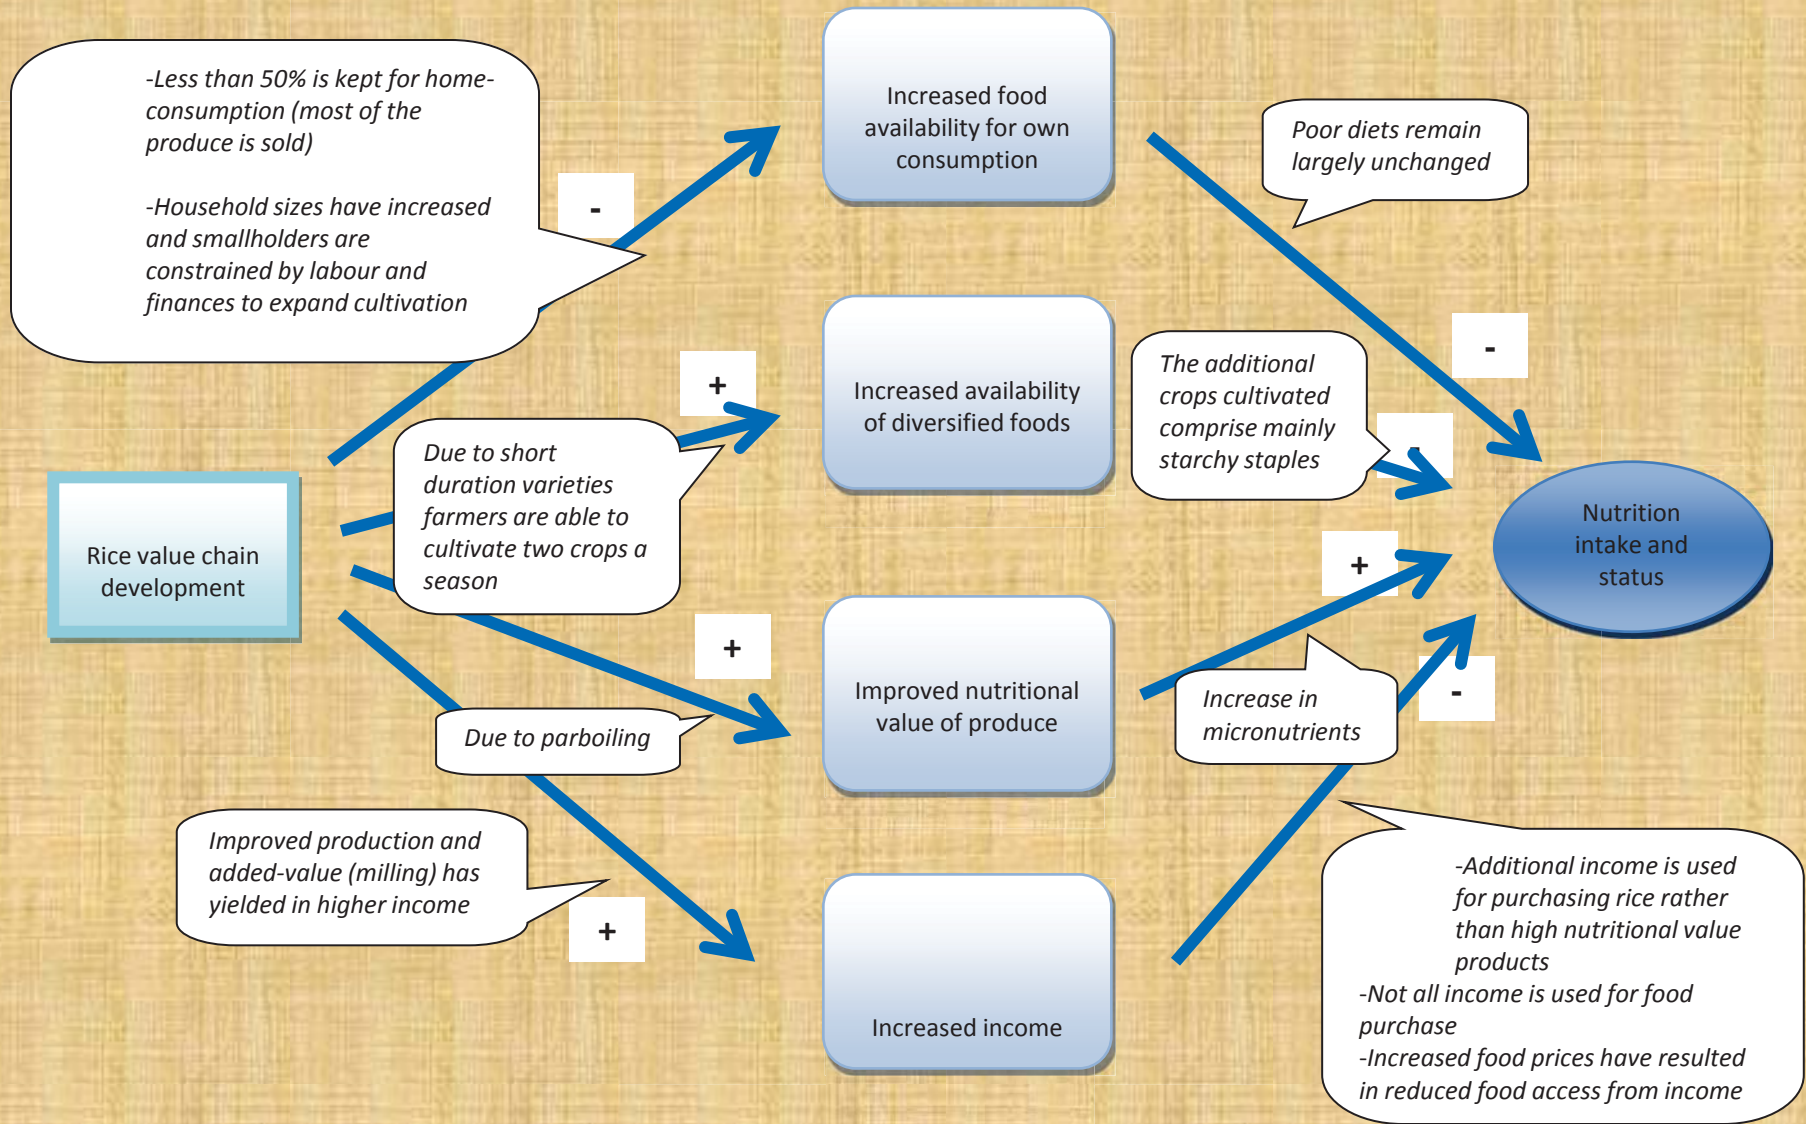 -Less than 50% is kept for home-
consumption (most of the
produce is sold)
-Household sizes have increased
and smallholders are
constrained by labour and
finances to expand cultivation
-
Increased food
availability for own
consumption
Poor diets remain
largely unchanged
-
+
Increased availability
of diversified foods
The additional
crops cultivated
comprise mainly
starchy staples
-
Due to short
duration varieties
farmers are able to
cultivate two crops a
season
Rice value chain
development
Nutrition
intake and
status
+
+
Due to parboiling
Improved nutritional
value of produce
Increase in
micronutrients
-
Improved production and
added-value (milling) has
yielded in higher income
+
Increased income
-Additional income is used
for purchasing rice rather
than high nutritional value
products
-Not all income is used for food
purchase
-Increased food prices have resulted
in reduced food access from income